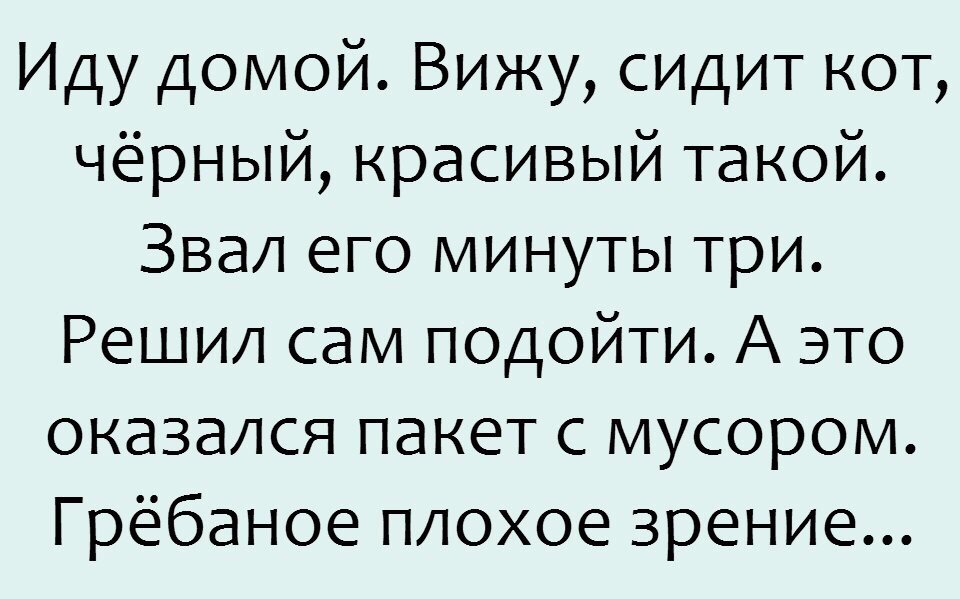 Иду домой. Вижу, сидит кот,
чёрный, красивый такой.
Звал его минуты три.
Решил сам подойти. А это
оказался пакет с мусором.
Грёбаное плохое зрение...